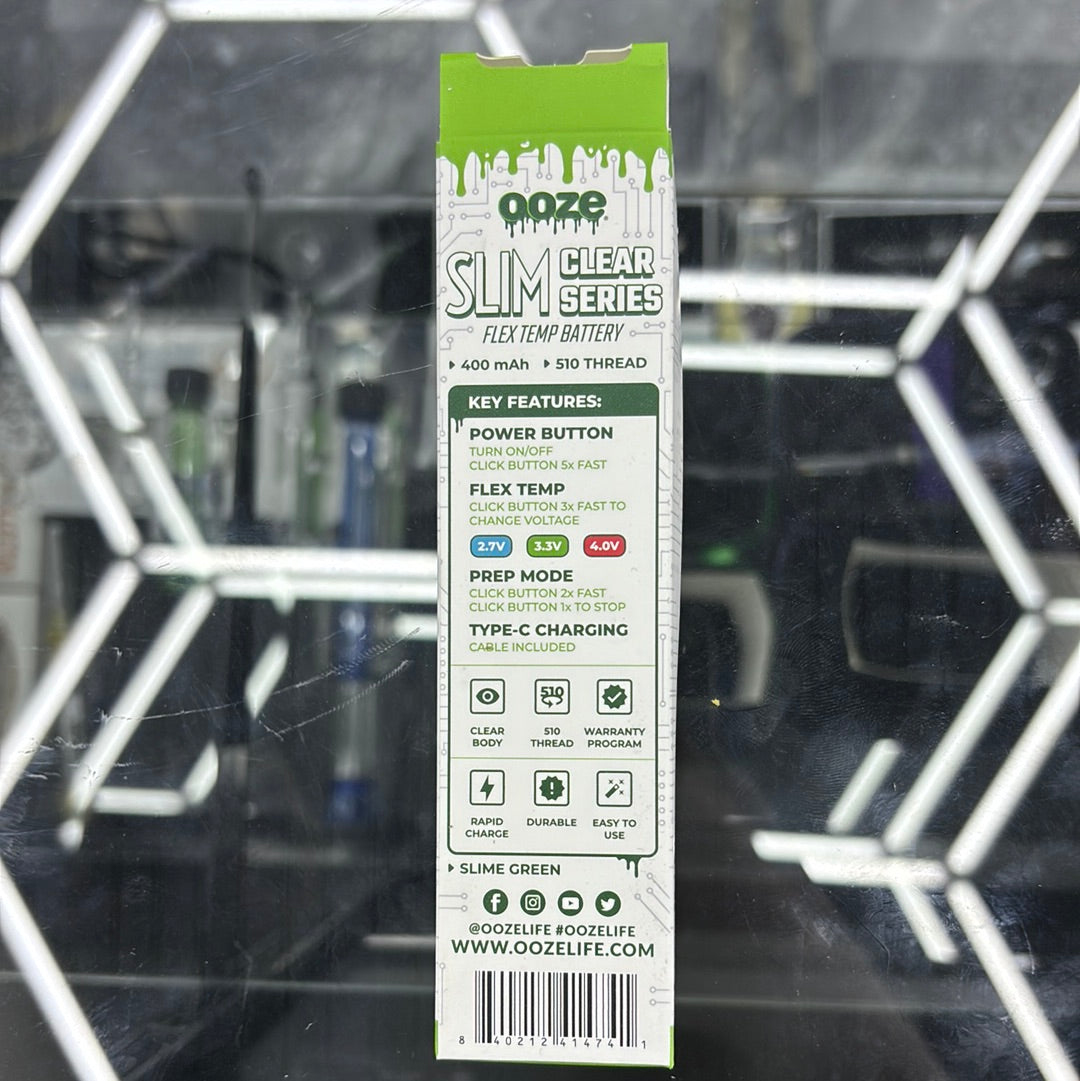 ooze
SLIM CLEAR SERIES
FLEX TEMP BATTERY
400 mAh 510 THREAD
KEY FEATURES:
POWER BUTTON
TURN ON/OFF
CLICK BUTTON 5x FAST
FLEX TEMP
CLICK BUTTON 3x FAST TO
CHANGE VOLTAGE
2.7V 3.3V 4.0V
PREP MODE
CLICK BUTTON 2x FAST
CLICK BUTTON 1x TO STOP
TYPE-C CHARGING
CABLE INCLUDED
510
CLEAR BODY
510 THREAD
WARRANTY PROGRAM
RAPID CHARGE
DURABLE
EASY TO USE
SLIME GREEN
@OOZELIFE #OOZELIFE
WWW.OOZELIFE.COM
8 40212 41474 1